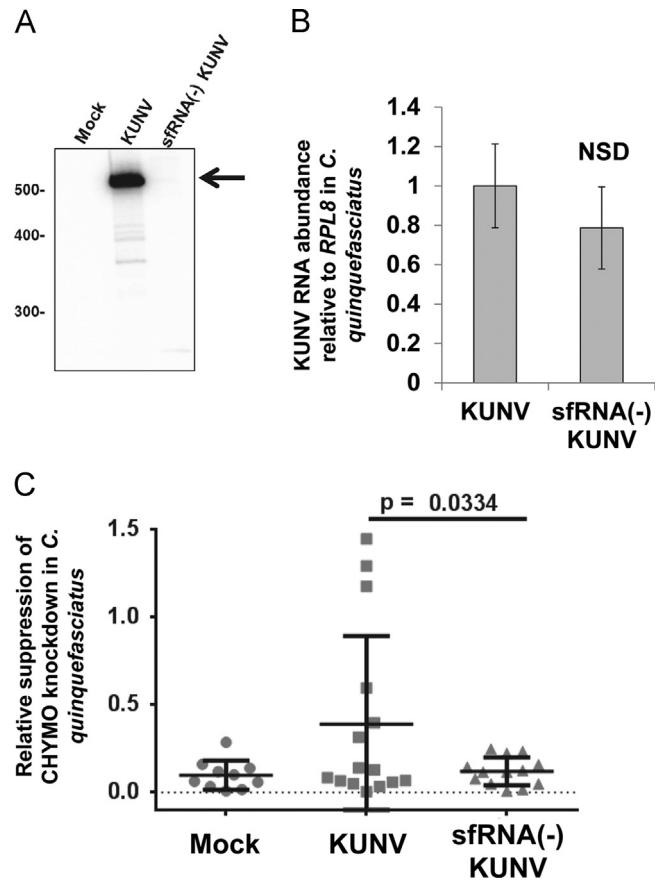 A
Mock
KUNV
sfRNA(-) KUNV
500-
400-
300-
B
KUNV RNA abundance
relative to RPL8 in C.
quinquefasciatus
1.4
1.2
1
0.8
0.6
0.4
0.2
0
NSD
KUNV
sfRNA(-)
KUNV
C
Relative suppression of
CHYMO knockdown in C.
quinquefasciatus
p = 0.0334
1.5
1.0
0.5
0.0
Mock
KUNV
sfRNA(-)
KUNV